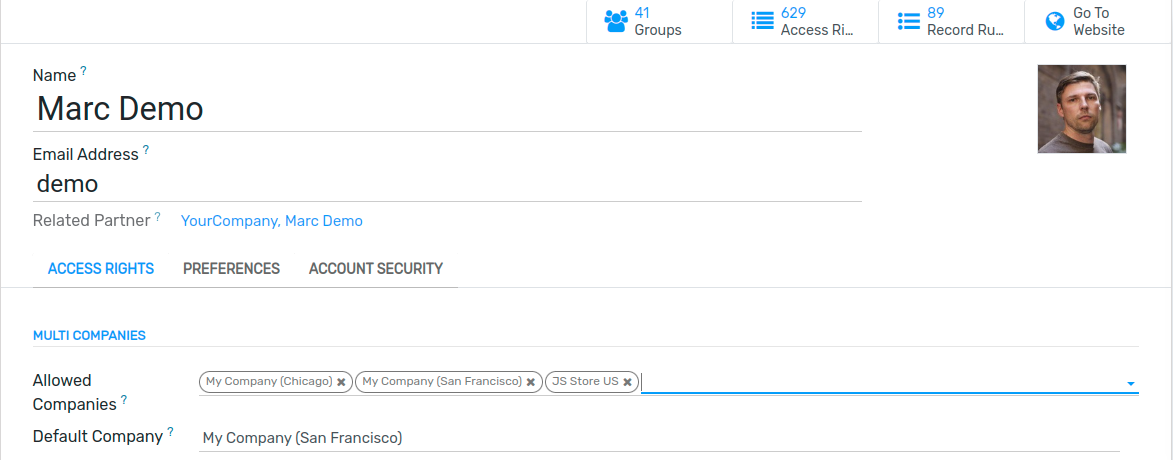 41
Groups
629
Access Ri...
89
Record Ru...
Go To
Website
Name ?
Marc Demo
Email Address ?
demo
Related Partner ? YourCompany, Marc Demo
ACCESS RIGHTS PREFERENCES ACCOUNT SECURITY
MULTI COMPANIES
Allowed
Companies ?
My Company (Chicago) × My Company (San Francisco) × JS Store US ×
Default Company ? My Company (San Francisco)